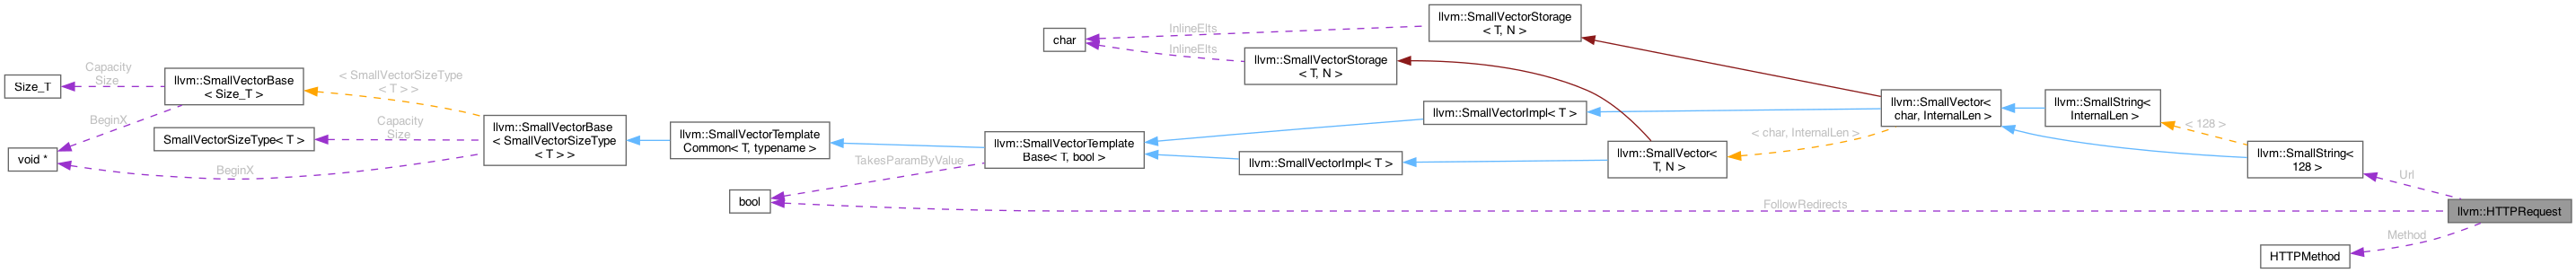 Size_T
Capacity
Size
llvm::SmallVectorBase
< Size_T >
BeginX
SmallVectorSizeType< T >
void *
< SmallVectorSizeType
< T > >
Capacity
Size
BeginX
llvm::SmallVectorBase
< SmallVectorSizeType
< T > >
llvm::SmallVectorTemplate
Common< T, typename >
bool
TakesParamByValue
llvm::SmallVectorTemplate
Base< T, bool >
char
InlineElts
InlineElts
llvm::SmallVectorStorage
< T, N >
llvm::SmallVectorStorage
< T, N >
llvm::SmallVectorImpl< T >
llvm::SmallVectorImpl< T >
llvm::SmallVector<
T, N >
< char, InternalLen >
llvm::SmallVector<
char, InternalLen >
llvm::SmallString<
InternalLen >
< 128 >
llvm::SmallString<
128 >
Url
FollowRedirects
llvm::HTTPRequest
Method
HTTPMethod